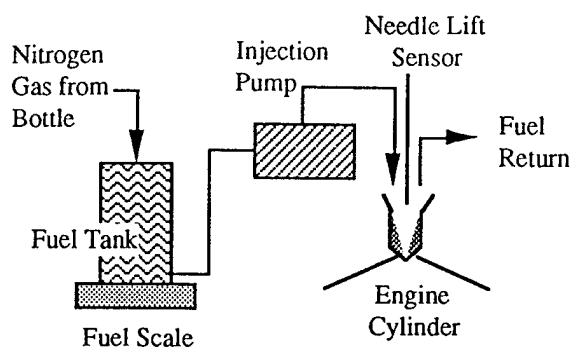 Nitrogen
Gas from
Bottle
Injection
Pump
Needle Lift
Sensor
Fuel
Return
Fuel Tank
Fuel Scale
Engine
Cylinder